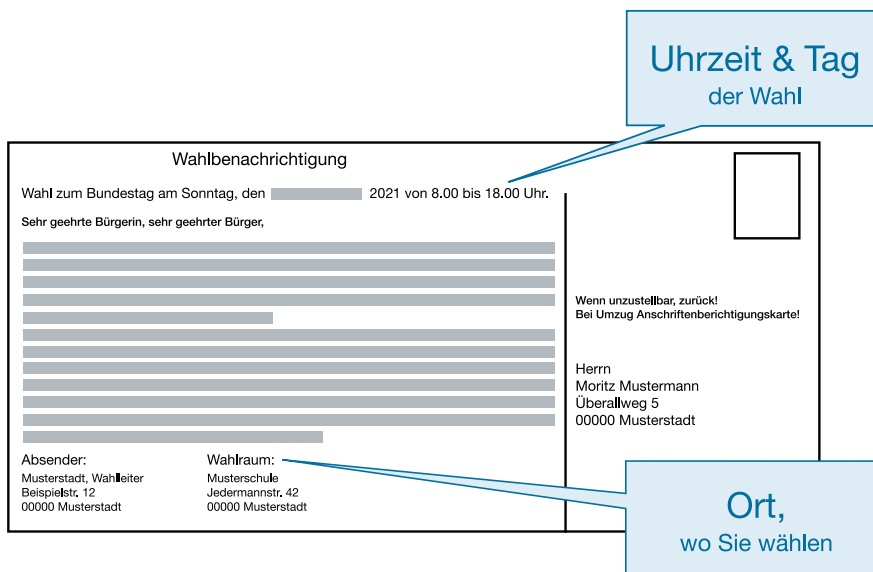 Uhrzeit & Tag
der Wahl
Wahlbenachrichtigung
Wahl zum Bundestag am Sonntag, den 2021 von 8.00 bis 18.00 Uhr.
Sehr geehrte Bürgerin, sehr geehrter Bürger,
Wenn unzustellbar, zurück!
Bei Umzug Anschriftenberichtigungskarte!
Herrn
Moritz Mustermann
Überallweg 5
00000 Musterstadt
Absender:
Musterstadt, Wahlleiter
Beispielstr. 12
00000 Musterstadt
Wahlraum:
Musterschule
Jedermannstr. 42
00000 Musterstadt
Ort,
wo Sie wählen